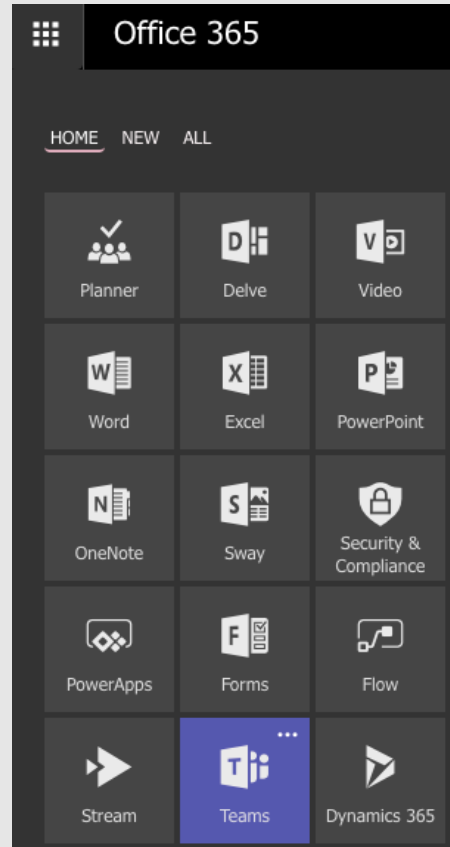 Office 365
HOME NEW ALL
Planner
Delve
Video
Word
Excel
PowerPoint
OneNote
Sway
Security &
Compliance
PowerApps
Forms
Flow
Stream
Teams
Dynamics 365